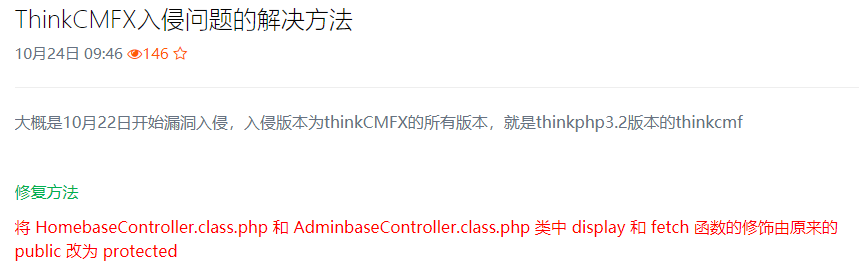 ThinkCMFX入侵问题的解决方法
10月24日 09:46 146
大概是10月22日开始漏洞入侵，入侵版本为thinkCMFX的所有版本，就是thinkphp3.2版本的thinkcmf
修复方法
将 HomebaseController.class.php 和 AdminbaseController.class.php 类中 display 和 fetch 函数的修饰由原来的
public 改为 protected